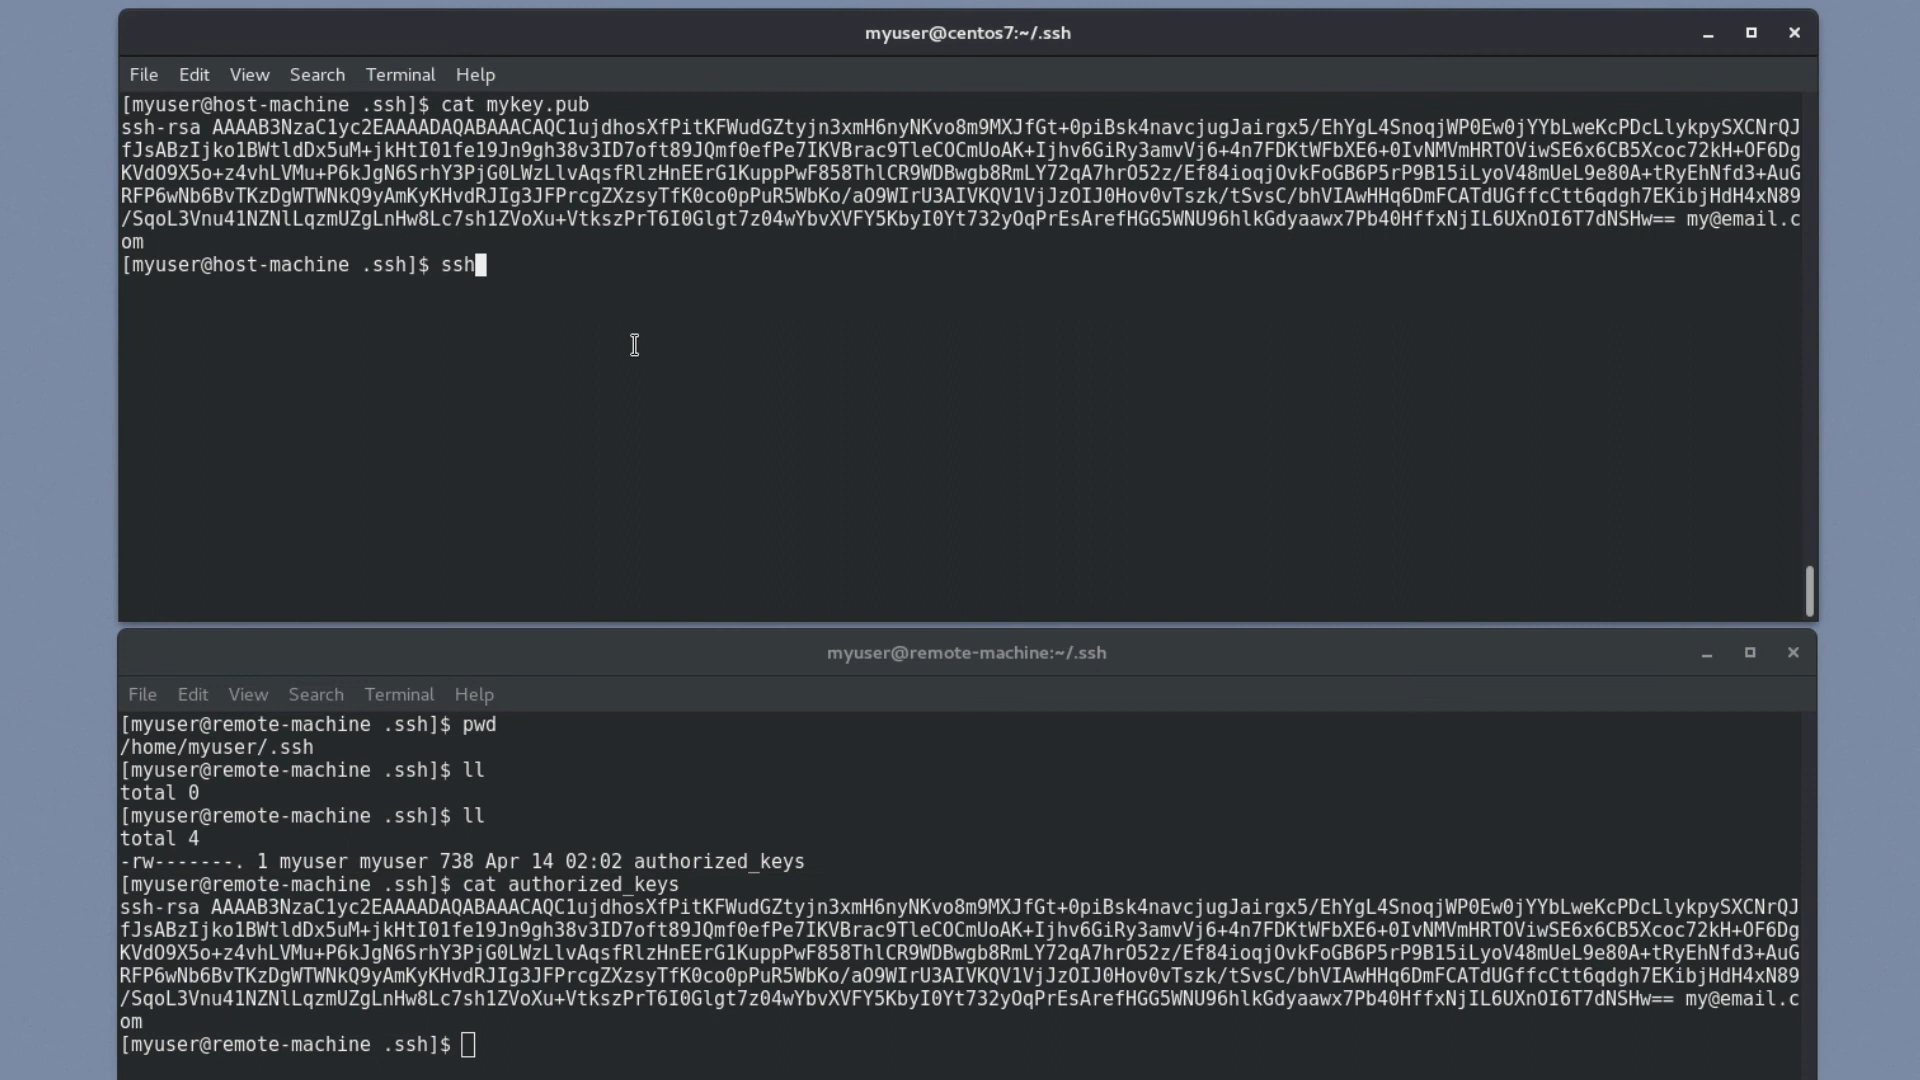 myuser@centos7:~/.ssh
File Edit View Search Terminal Help
[myuser@host-machine .ssh]$ cat mykey.pub
ssh-rsa AAAAB3NzaC1yc2EAAAADAQABAAACAQC1ujdhosXfPitKFWudGZtyjn3xmH6nyNKvo8m9MXJfGt+0piBsk4navcjugJairgx5/EhYgL4SnoqjWP0Ew0jYYbLweKcPDcLlykpySXCNrQJ
fJsABzIjko1BWtldDx5uM+jkHtI01fe19Jn9gh38v3ID7oft89JQmf0efPe7IKVBrac9TleCOCmUoAK+Ijhv6GiRy3amvVj6+4n7FDKtWFbXE6+0IvNMVmHRTOViwSE6x6CB5Xcoc72kH+OF6Dg
KVdO9X5o+z4vhLVMu+P6kJgN6SrhY3PjG0LWzLlvAqsfRlzHnEErG1KuppPwF858ThlCR9WDBwgb8RmLY72qA7hrO52z/Ef84ioqjOvkFoGB6P5rP9B15iLyoV48mUeL9e80A+tRyEhNfd3+AuG
RFP6wNb6BvTKzDgWTWNkQ9yAmKyKHvdRJIg3JFPrcgZXzsyTfK0co0pPuR5WbKo/aO9WIrU3AIVKQV1VjJzOIJ0Hov0vTszk/tSvsC/bhVIAwHHq6DmFCATdUGffcCtt6qdgh7EKibjHdH4xN89
/SqoL3Vnu41NZNlLqzmUZgLnHw8Lc7sh1ZVoXu+VtkszPrT6I0Glgt7z04wYbvXVFY5KbyI0Yt732yOqPrEsArefHGG5WNU96hlkGdyaawx7Pb40HffxNjIL6UXnOI6T7dNSHw== my@email.c
om
[myuser@host-machine .ssh]$ ssh
myuser@remote-machine:~/.ssh
File Edit View Search Terminal Help
[myuser@remote-machine .ssh]$ pwd
/home/myuser/.ssh
[myuser@remote-machine .ssh]$ ll
total 0
[myuser@remote-machine .ssh]$ ll
total 4
-rw-------. 1 myuser myuser 738 Apr 14 02:02 authorized_keys
[myuser@remote-machine .ssh]$ cat authorized_keys
ssh-rsa AAAAB3NzaC1yc2EAAAADAQABAAACAQC1ujdhosXfPitKFWudGZtyjn3xmH6nyNKvo8m9MXJfGt+0piBsk4navcjugJairgx5/EhYgL4SnoqjWP0Ew0jYYbLweKcPDcLlykpySXCNrQJ
fJsABzIjko1BWtldDx5uM+jkHtI01fe19Jn9gh38v3ID7oft89JQmf0efPe7IKVBrac9TleCOCmUoAK+Ijhv6GiRy3amvVj6+4n7FDKtWFbXE6+0IvNMVmHRTOViwSE6x6CB5Xcoc72kH+OF6Dg
KVdO9X5o+z4vhLVMu+P6kJgN6SrhY3PjG0LWzLlvAqsfRlzHnEErG1KuppPwF858ThlCR9WDBwgb8RmLY72qA7hrO52z/Ef84ioqjOvkFoGB6P5rP9B15iLyoV48mUeL9e80A+tRyEhNfd3+AuG
RFP6wNb6BvTKzDgWTWNkQ9yAmKyKHvdRJIg3JFPrcgZXzsyTfK0co0pPuR5WbKo/aO9WIrU3AIVKQV1VjJzOIJ0Hov0vTszk/tSvsC/bhVIAwHHq6DmFCATdUGffcCtt6qdgh7EKibjHdH4xN89
/SqoL3Vnu41NZNlLqzmUZgLnHw8Lc7sh1ZVoXu+VtkszPrT6I0Glgt7z04wYbvXVFY5KbyI0Yt732yOqPrEsArefHGG5WNU96hlkGdyaawx7Pb40HffxNjIL6UXnOI6T7dNSHw== my@email.c
om
[myuser@remote-machine .ssh]$